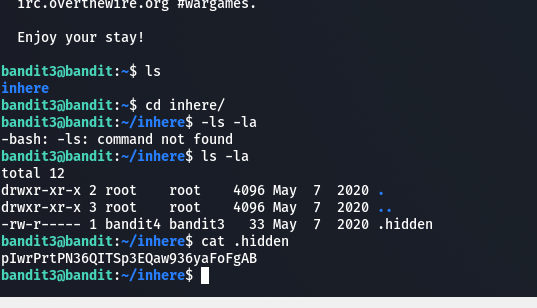 irc.overthewire.org #wargames.
Enjoy your stay!
bandit3@bandit:~$ ls
inhere
bandit3@bandit:~$ cd inhere/
bandit3@bandit:~/inhere$ -ls -la
-bash: -ls: command not found
bandit3@bandit:~/inhere$ ls -la
total 12
drwxr-xr-x 2 root    root    4096 May  7  2020 .
drwxr-xr-x 3 root    root    4096 May  7  2020 ..
-rw-r----- 1 bandit4 bandit3   33 May  7  2020 .hidden
bandit3@bandit:~/inhere$ cat .hidden
pIwrPrtPN36QITSp3EQaw936yaFoFgAB
bandit3@bandit:~/inhere$